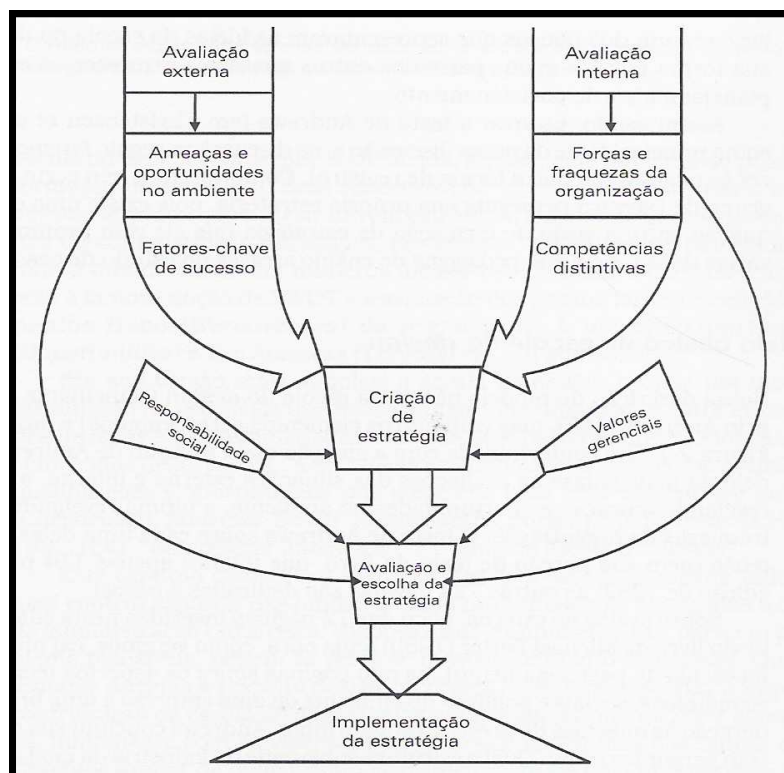 Avaliação
externa
Avaliação
interna
Ameaças e
oportunidades
no ambiente
Forças e
fraquezas da
organização
Fatores-chave
de sucesso
Competências
distintivas
Criação
de
estratégia
Responsabilidade
social
Valores
gerenciais
Avaliação e
escolha da
estratégia
Implementação
da estratégia